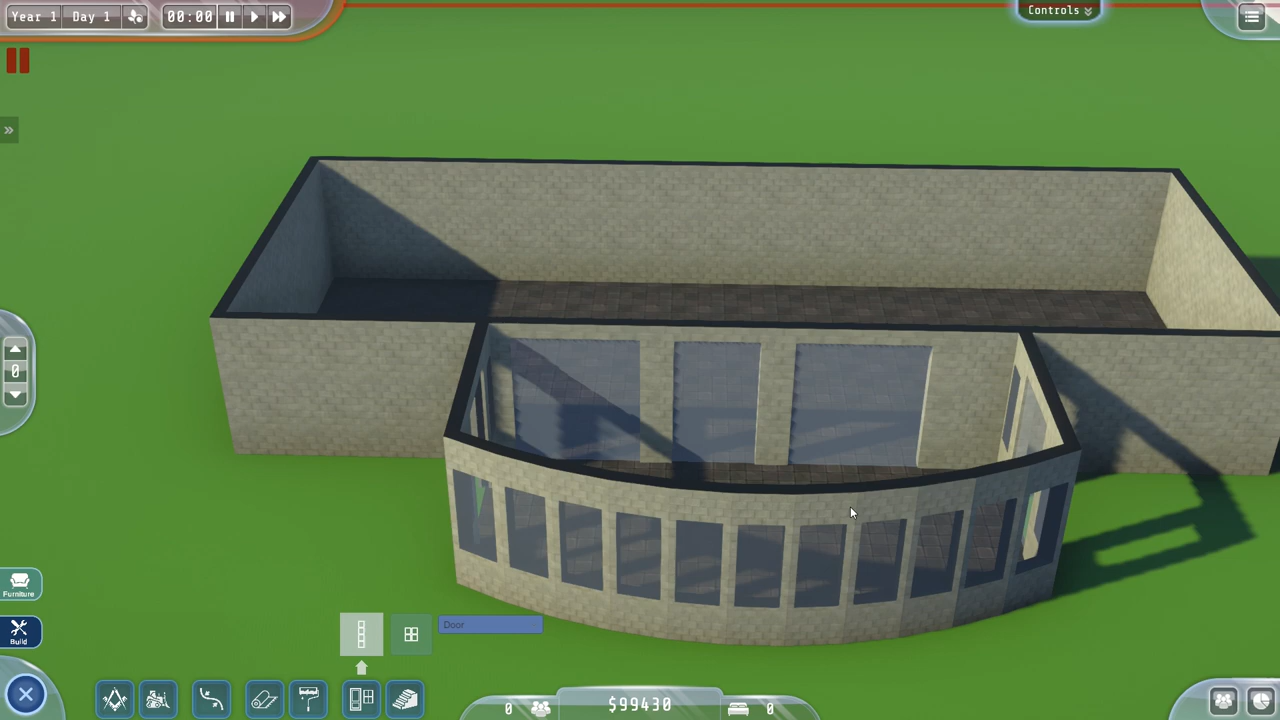 Year 1 Day 1 00:00
Controls
0
Furniture
Build
Door
0 $99430 0